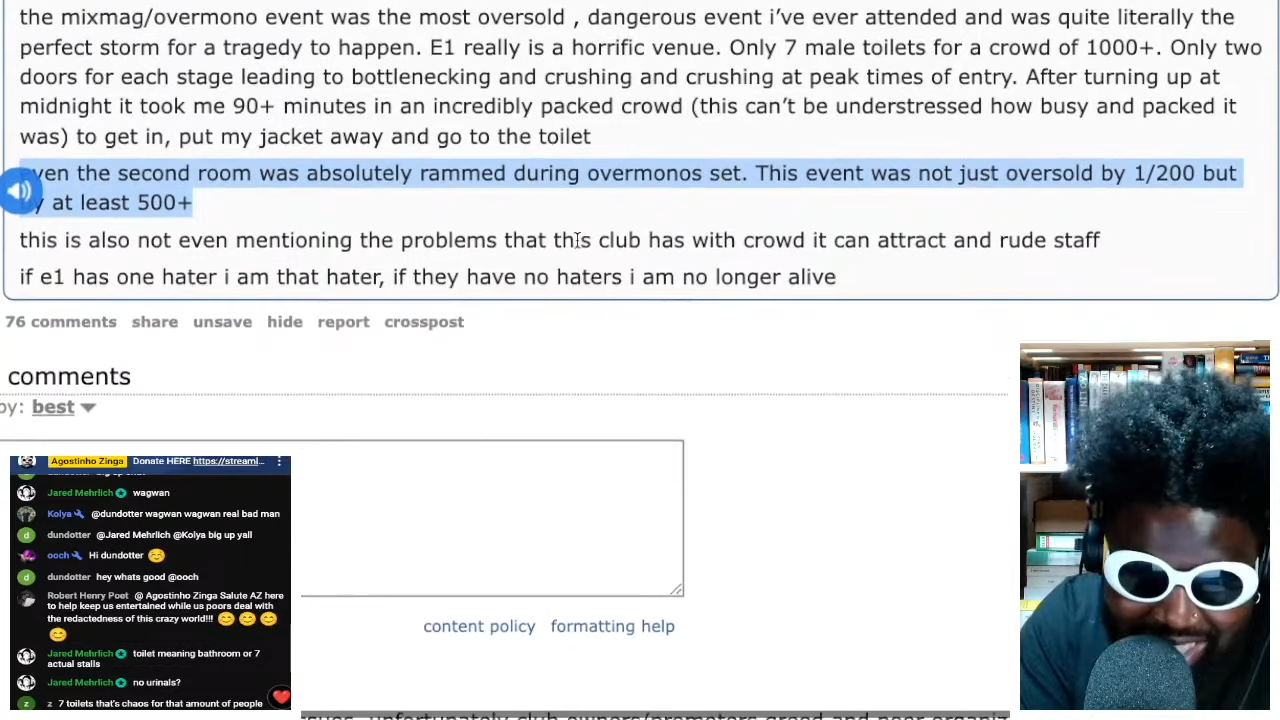 the mixmag/overmono event was the most oversold , dangerous event i've ever attended and was quite literally the
perfect storm for a tragedy to happen. E1 really is a horrific venue. Only 7 male toilets for a crowd of 1000+. Only two
doors for each stage leading to bottlenecking and crushing and crushing at peak times of entry. After turning up at
midnight it took me 90+ minutes in an incredibly packed crowd (this can't be understressed how busy and packed it
was) to get in, put my jacket away and go to the toilet
even the second room was absolutely rammed during overmonos set. This event was not just oversold by 1/200 but
by at least 500+
this is also not even mentioning the problems that this club has with crowd it can attract and rude staff
if e1 has one hater i am that hater, if they have no haters i am no longer alive
76 comments share unsave hide report crosspost
comments
by: best
content policy formatting help
Agostinho Zinga Donate HERE https://streaml...
Jared Mehrlich wagwan
Kolya @dundotter wagwan wagwan real bad man
d dundotter @Jared Mehrlich @Kolya big up yall
ooch Hi dundotter
d dundotter hey whats good @ooch
Robert Henry Poet @ Agostinho Zinga Salute AZ here
to help keep us entertained while us poors deal with
the redactedness of this crazy world!!!
Jared Mehrlich toilet meaning bathroom or 7
actual stalls
Jared Mehrlich no urinals?
z z 7 toilets that's chaos for that amount of people